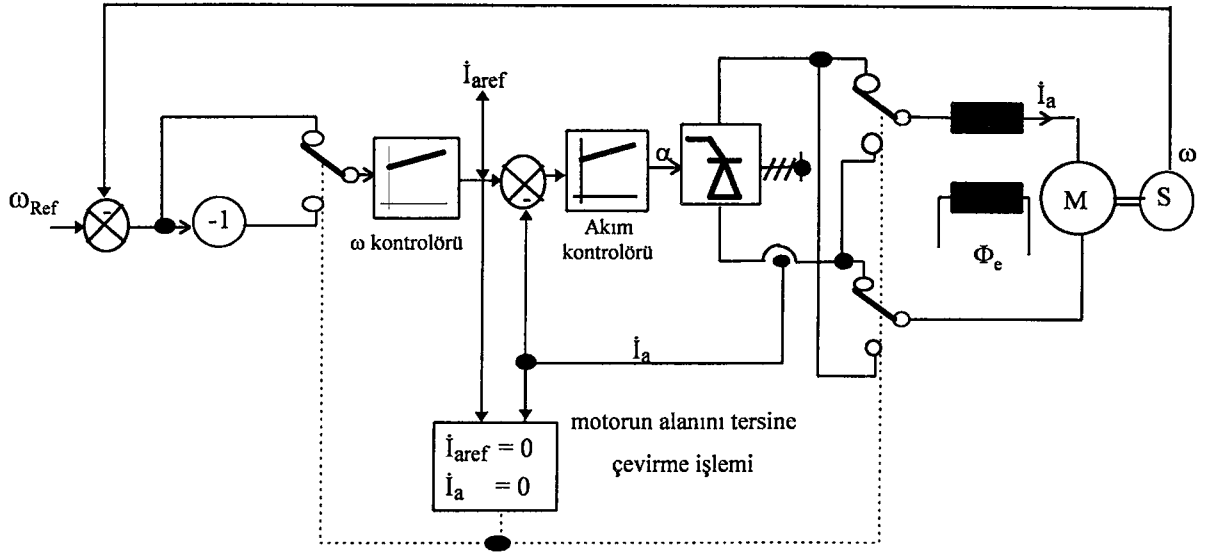 İaref
α
İa
ω
ωRef
-
-1
-
M
S
ω kontrolörü
Akım
kontrolörü
Φe
İa
motorun alanını tersine
çevirme işlemi
İaref = 0
İa = 0